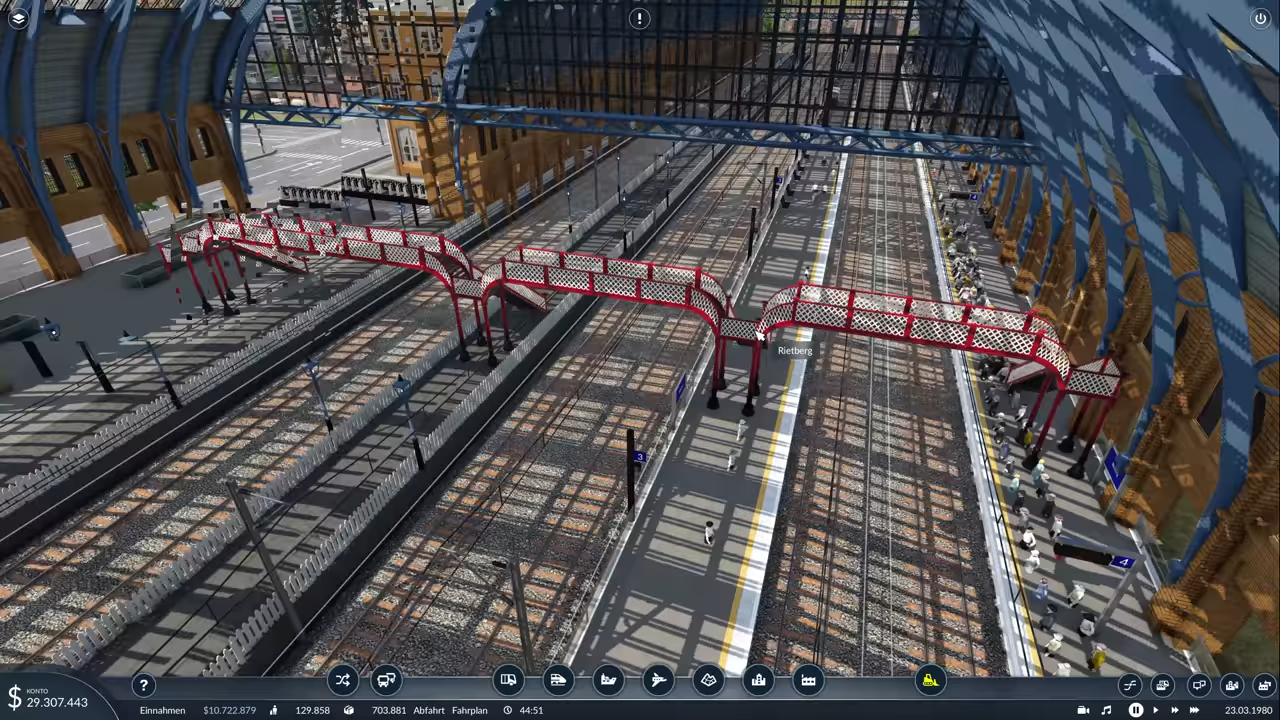 4
Rietberg
3
4
KONTO
$ 29.307.443
?
Einnahmen $10.722.879 129.858 703.881 Abfahrt Fahrplan 44:51 23.03.1980